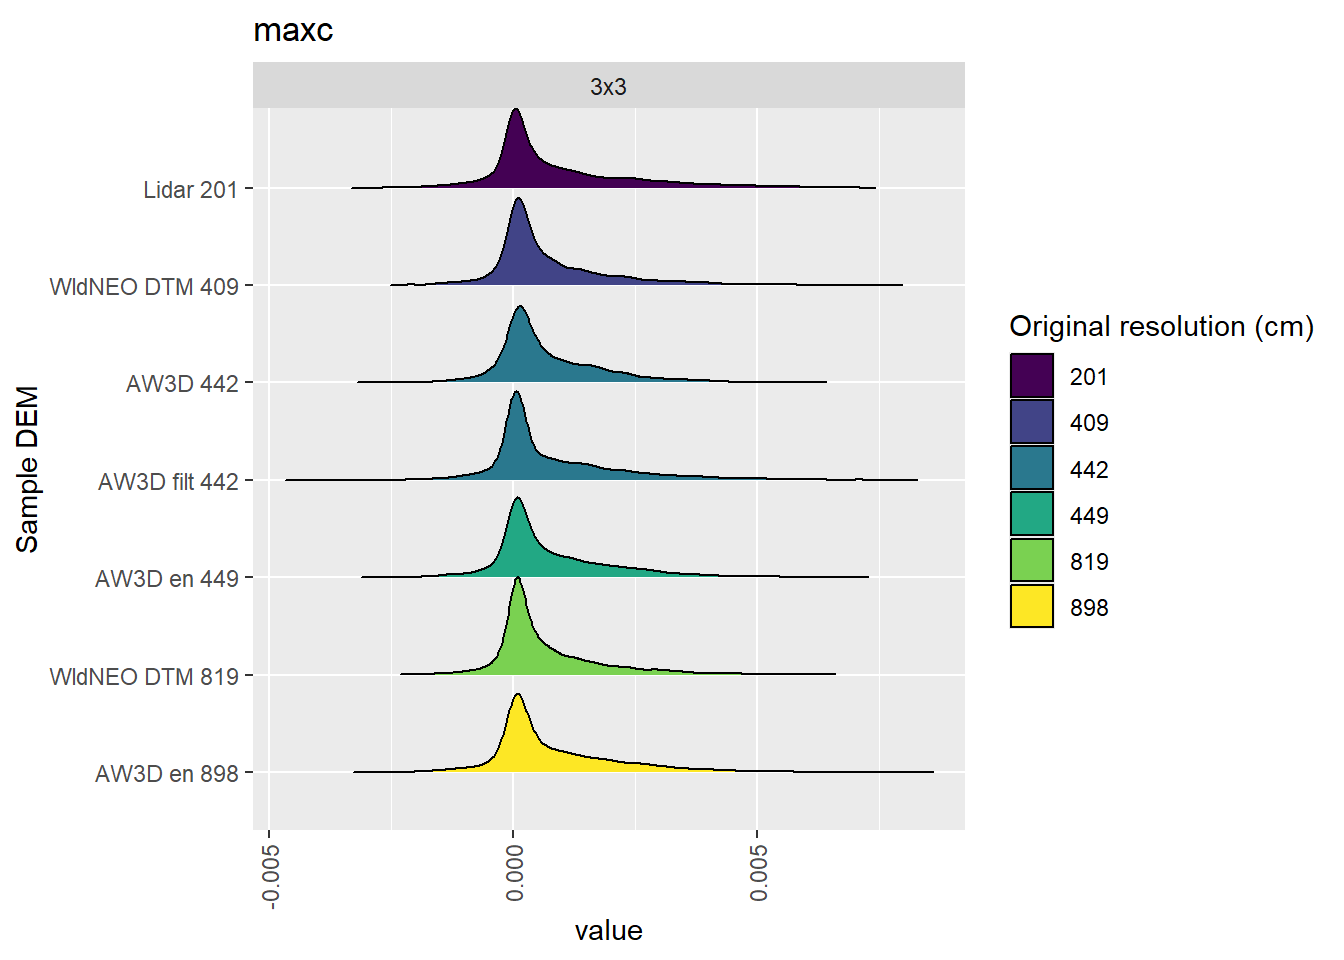 maxc
3x3
Lidar 201
WldNEO DTM 409
AW3D 442
AW3D filt 442
AW3D en 449
WldNEO DTM 819
AW3D en 898
Sample DEM
-0.005
0.000
0.005
value
Original resolution (cm)
201
409
442
449
819
898